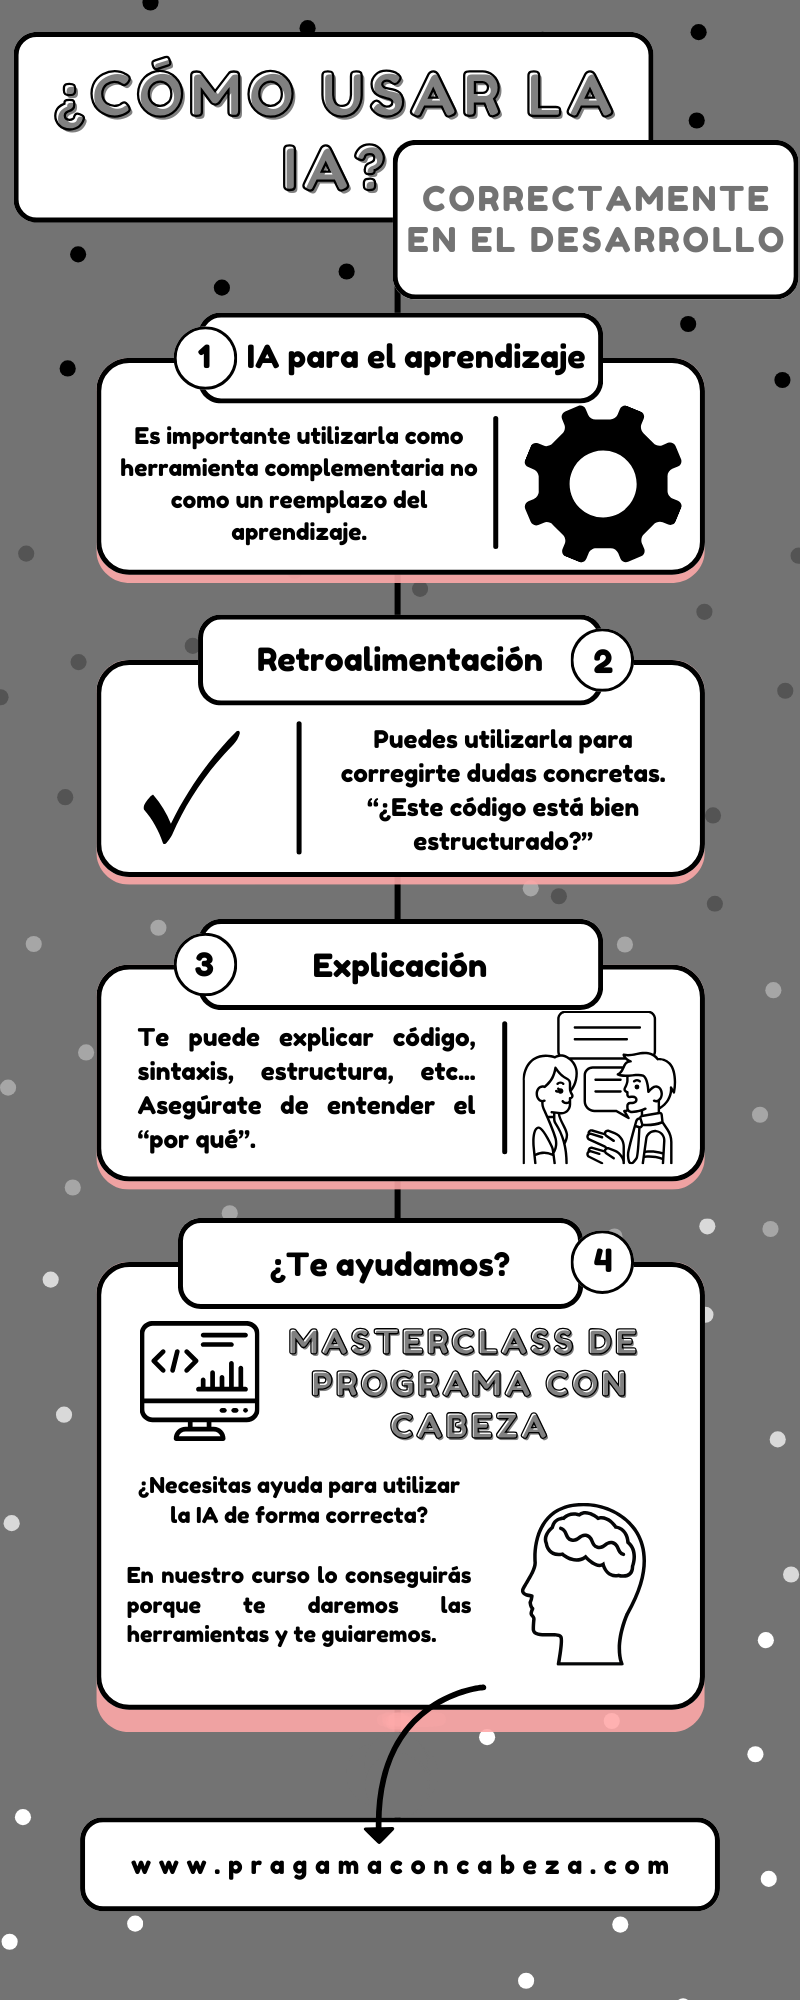 ¿CÓMO USAR LA
IA?
CORRECTAMENTE
EN EL DESARROLLO
1 IA para el aprendizaje
Es importante utilizarla como
herramienta complementaria no
como un reemplazo del
aprendizaje.
Retroalimentación 2
Puedes utilizarla para
corregirte dudas concretas.
“¿Este código está bien
estructurado?”
3 Explicación
Te puede explicar código,
sintaxis, estructura, etc...
Asegúrate de entender el
“por qué”.
¿Te ayudamos? 4
</>
MASTERCLASS DE
PROGRAMA CON
CABEZA
¿Necesitas ayuda para utilizar
la IA de forma correcta?
En nuestro curso lo conseguirás
porque te daremos las
herramientas y te guiaremos.
www.pragamaconcabeza.com